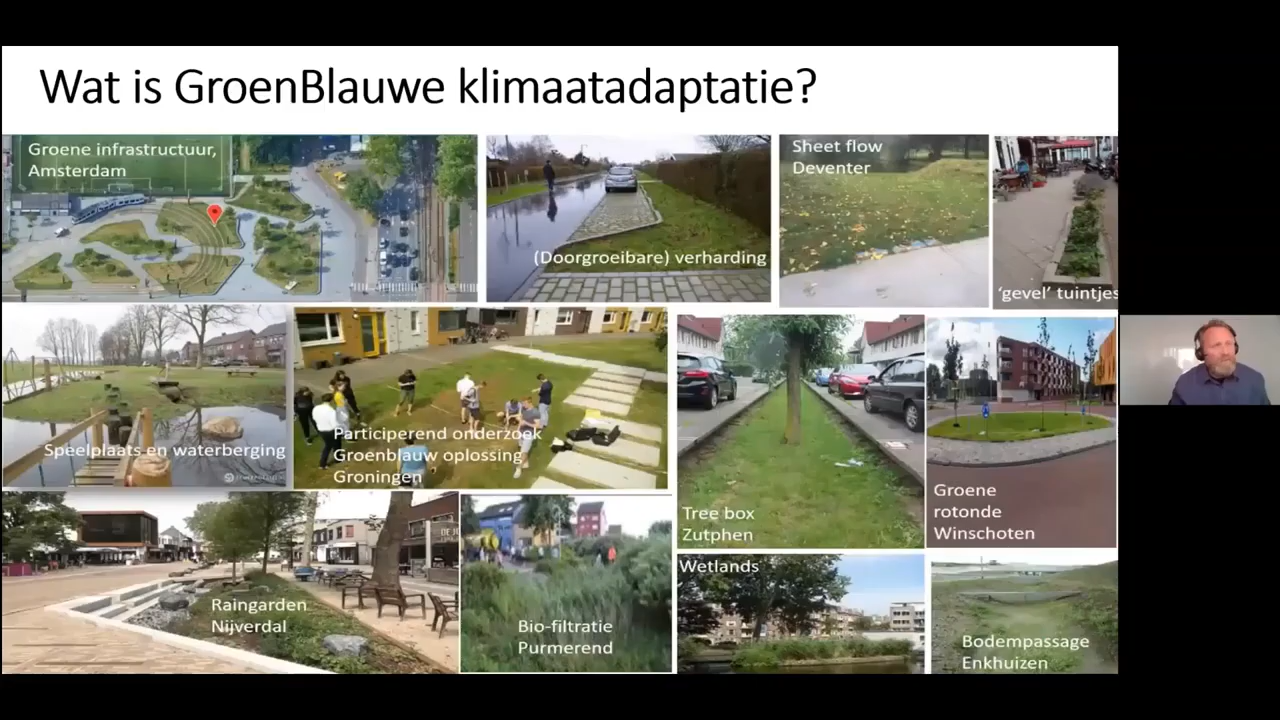 Wat is GroenBlauwe klimaatadaptatie?
Groene infrastructuur,
Amsterdam
(Doorgroeibare) verharding
Sheet flow
Deventer
‘gevel’ tuintjes
Speelplaats en waterberging
Participerend onderzoek
Groenblauw oplossing
Groningen
Tree box
Zutphen
Groene
rotonde
Winschoten
Raingarden
Nijverdal
Bio-filtratie
Purmerend
Wetlands
Bodempassage
Enkhuizen